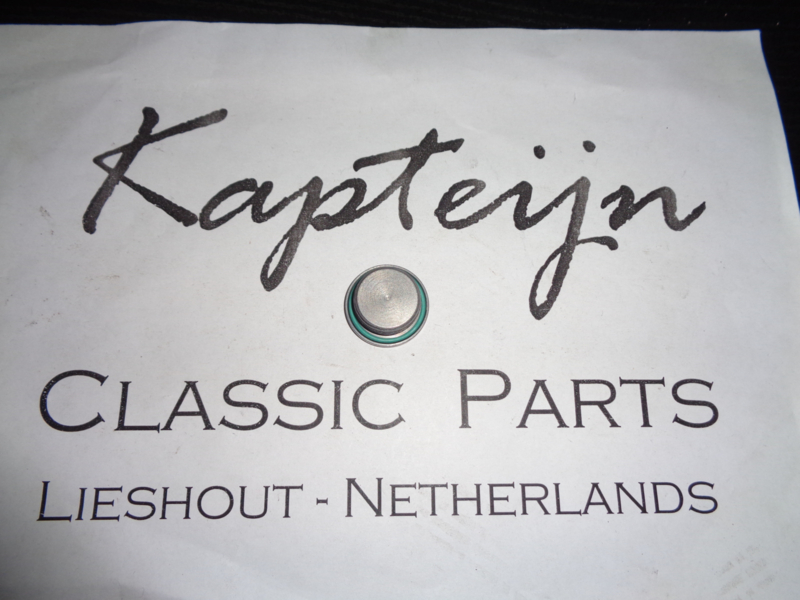 Kapteijn
CLASSIC PARTS
LIESHOUT - NETHERLANDS